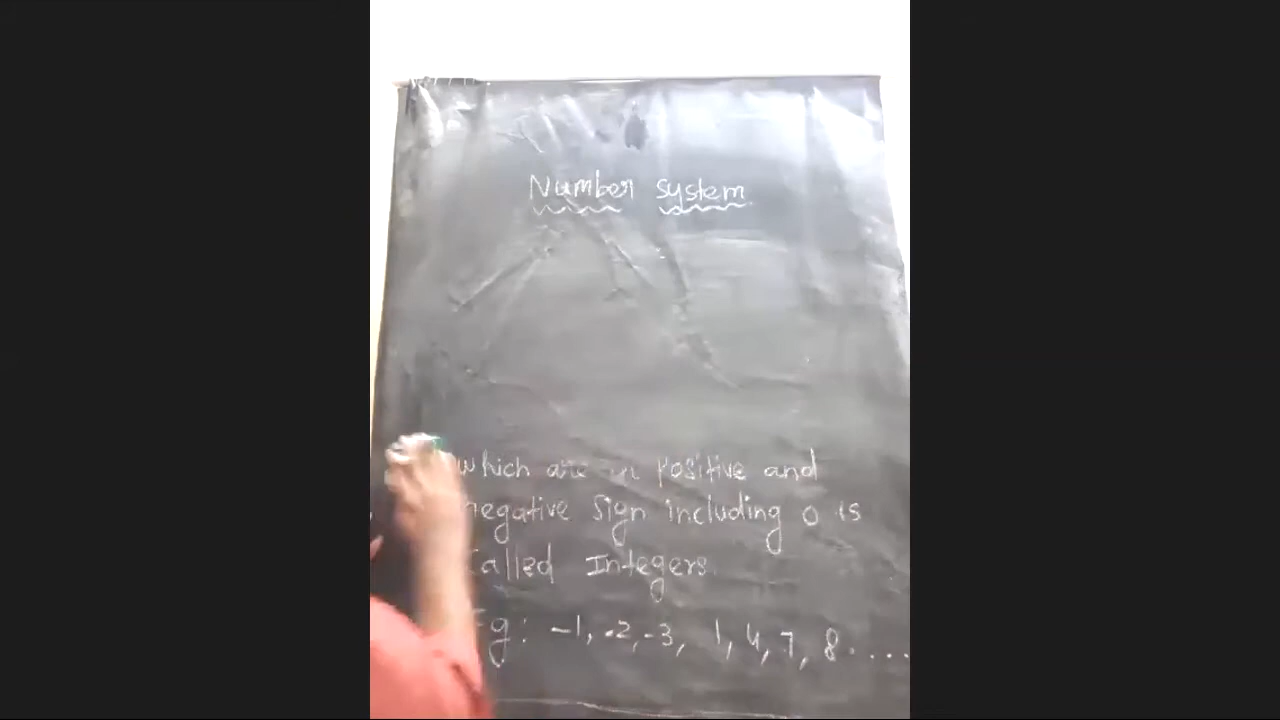 Number system
which are in positive and
negative sign including 0 is
called Integers.
Eg: -1, -2, -3, 1, 4, 7, 8.....